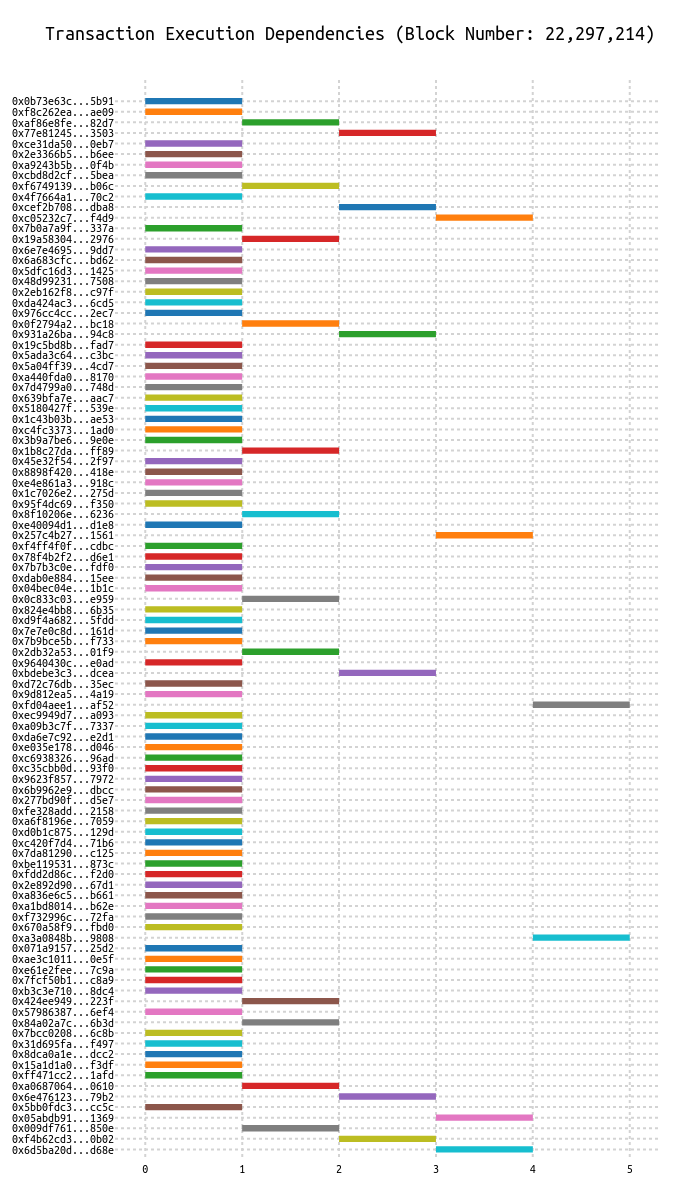 Transaction Execution Dependencies (Block Number: 22,297,214)
0x0b73e63c...5b91
0xf8c262ea...ae09
0xaf86e8fe...82d7
0x77e81245...3503
0xce31da50...0eb7
0x2e3366b5...b6ee
0xa9243b5b...0f4b
0xcbd8d2cf...5bea
0xf6749139...b06c
0x4f7664a1...70c2
0xcef2b708...dba8
0xc05232c7...f4d9
0x7b0a7a9f...337a
0x19a58304...2976
0x6e7e4695...9dd7
0x6a683cfc...bd62
0x5dfc16d3...1425
0x48d99231...7508
0x2eb162f8...c97f
0xda424ac3...6cd5
0x976cc4cc...2ec7
0x0f2794a2...bc18
0x931a26ba...94c8
0x19c5bd8b...fad7
0x5ada3c64...c3bc
0x5a04ff39...4cd7
0xa440fda0...8170
0x7d4799a0...748d
0x639bfa7e...aac7
0x5180427f...539e
0x1c43b03b...ae53
0xc4fc3373...1ad0
0x3b9a7be6...9e0e
0x1b8c27da...ff89
0x45e32f54...2f97
0x8898f420...418e
0xe4e861a3...918c
0x1c7026e2...275d
0x95f4dc69...f350
0x8f10206e...6236
0xe40094d1...d1e8
0x257c4b27...1561
0xf4ff4f0f...cdbc
0x78f4b2f2...d6e1
0x7b7b3c0e...fdf0
0xdab0e884...15ee
0x04bec04e...1b1c
0x0c833c03...e959
0x824e4bb8...6b35
0xd9f4a682...5fdd
0x7e7e0c8d...161d
0x7b9bce5b...f733
0x2db32a53...01f9
0x9640430c...e0ad
0xbdebe3c3...dcea
0xd72c76db...35ec
0x9d812ea5...4a19
0xfd04aee1...af52
0xec9949d7...a093
0xa09b3c7f...7337
0xda6e7c92...e2d1
0xe035e178...d046
0xc6938326...96ad
0xc35cbb0d...93f0
0x9623f857...7972
0x6b9962e9...dbcc
0x277bd90f...d5e7
0xfe328add...2158
0xa6f8196e...7059
0xd0b1c875...129d
0xc420f7d4...71b6
0x7da81290...c125
0xbe119531...873c
0xfdd2d86c...f2d0
0x2e892d90...67d1
0xa836e6c5...b661
0xa1bd8014...b62e
0xf732996c...72fa
0x670a58f9...fbd0
0xa3a0848b...9808
0x071a9157...25d2
0xae3c1011...0e5f
0xe61e2fee...7c9a
0x7fcf50b1...c8a9
0xb3c3e710...8dc4
0x424ee949...223f
0x57986387...6ef4
0x84a02a7c...6b3d
0x7bcc0208...6c8b
0x31d695fa...f497
0x8dca0a1e...dcc2
0x15a1d1a0...f3df
0xff471cc2...1afd
0xa0687064...0610
0x6e476123...79b2
0x5bb0fdc3...cc5c
0x05abdb91...1369
0x009df761...850e
0xf4b62cd3...0b02
0x6d5ba20d...d68e
0 1 2 3 4 5